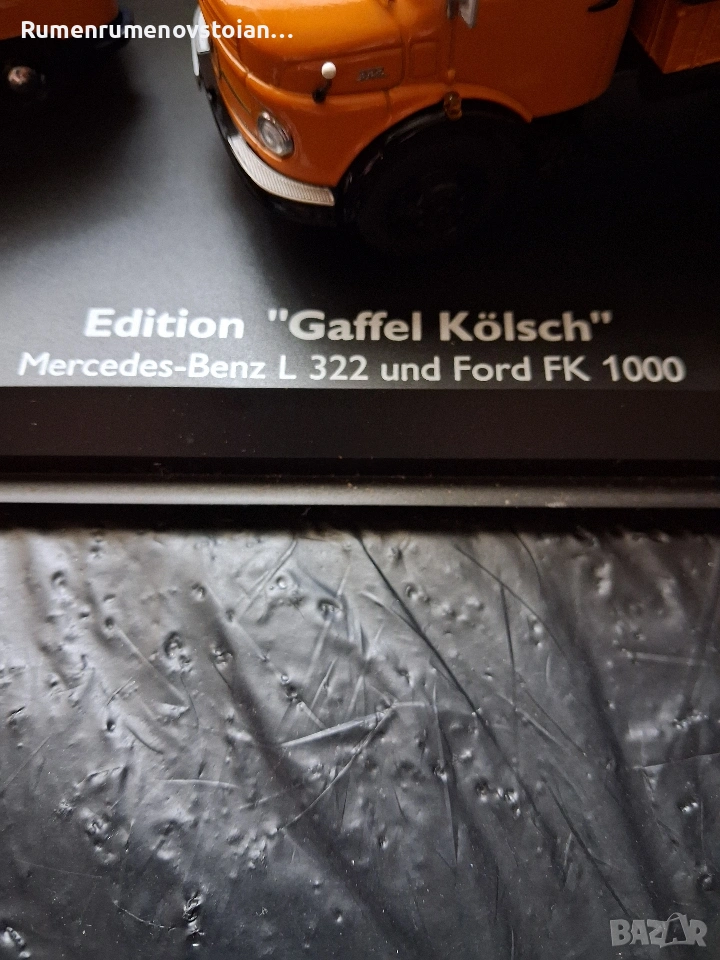 Rumenrumenovstoian...
Edition "Gaffel Kölsch"
Mercedes-Benz L 322 und Ford FK 1000
BAZAR